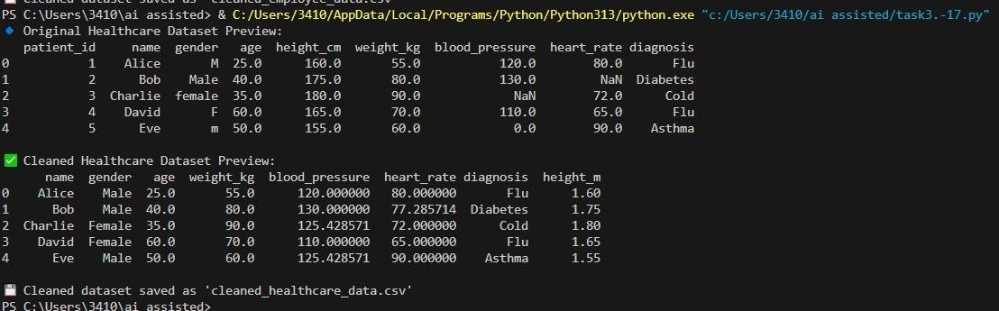 cleaned dataset saved as 'cleaned_employee_data.csv'
PS C:\Users\3410\ai assisted> & C:/Users/3410/AppData/Local/Programs/Python/Python313/python.exe "c:/Users/3410/ai assisted/task3.-17.py"
🔹 Original Healthcare Dataset Preview:
   patient_id     name  gender   age  height_cm  weight_kg  blood_pressure  heart_rate diagnosis
0           1    Alice       M  25.0      160.0       55.0           120.0        80.0       Flu
1           2      Bob    Male  40.0      175.0       80.0           130.0         NaN  Diabetes
2           3  Charlie  female  35.0      180.0       90.0             NaN        72.0      Cold
3           4    David       F  60.0      165.0       70.0           110.0        65.0       Flu
4           5      Eve       m  50.0      155.0       60.0             0.0        90.0    Asthma
✅ Cleaned Healthcare Dataset Preview:
      name  gender   age  weight_kg  blood_pressure  heart_rate diagnosis  height_m
0    Alice    Male  25.0       55.0      120.000000   80.000000       Flu      1.60
1      Bob    Male  40.0       80.0      130.000000   77.285714  Diabetes      1.75
2  Charlie  Female  35.0       90.0      125.428571   72.000000      Cold      1.80
3    David  Female  60.0       70.0      110.000000   65.000000       Flu      1.65
4      Eve    Male  50.0       60.0      125.428571   90.000000    Asthma      1.55
💾 Cleaned dataset saved as 'cleaned_healthcare_data.csv'
PS C:\Users\3410\ai assisted>